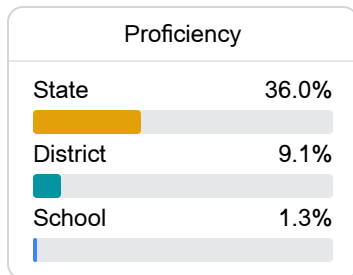 Proficiency
State 36.0%
District 9.1%
School 1.3%